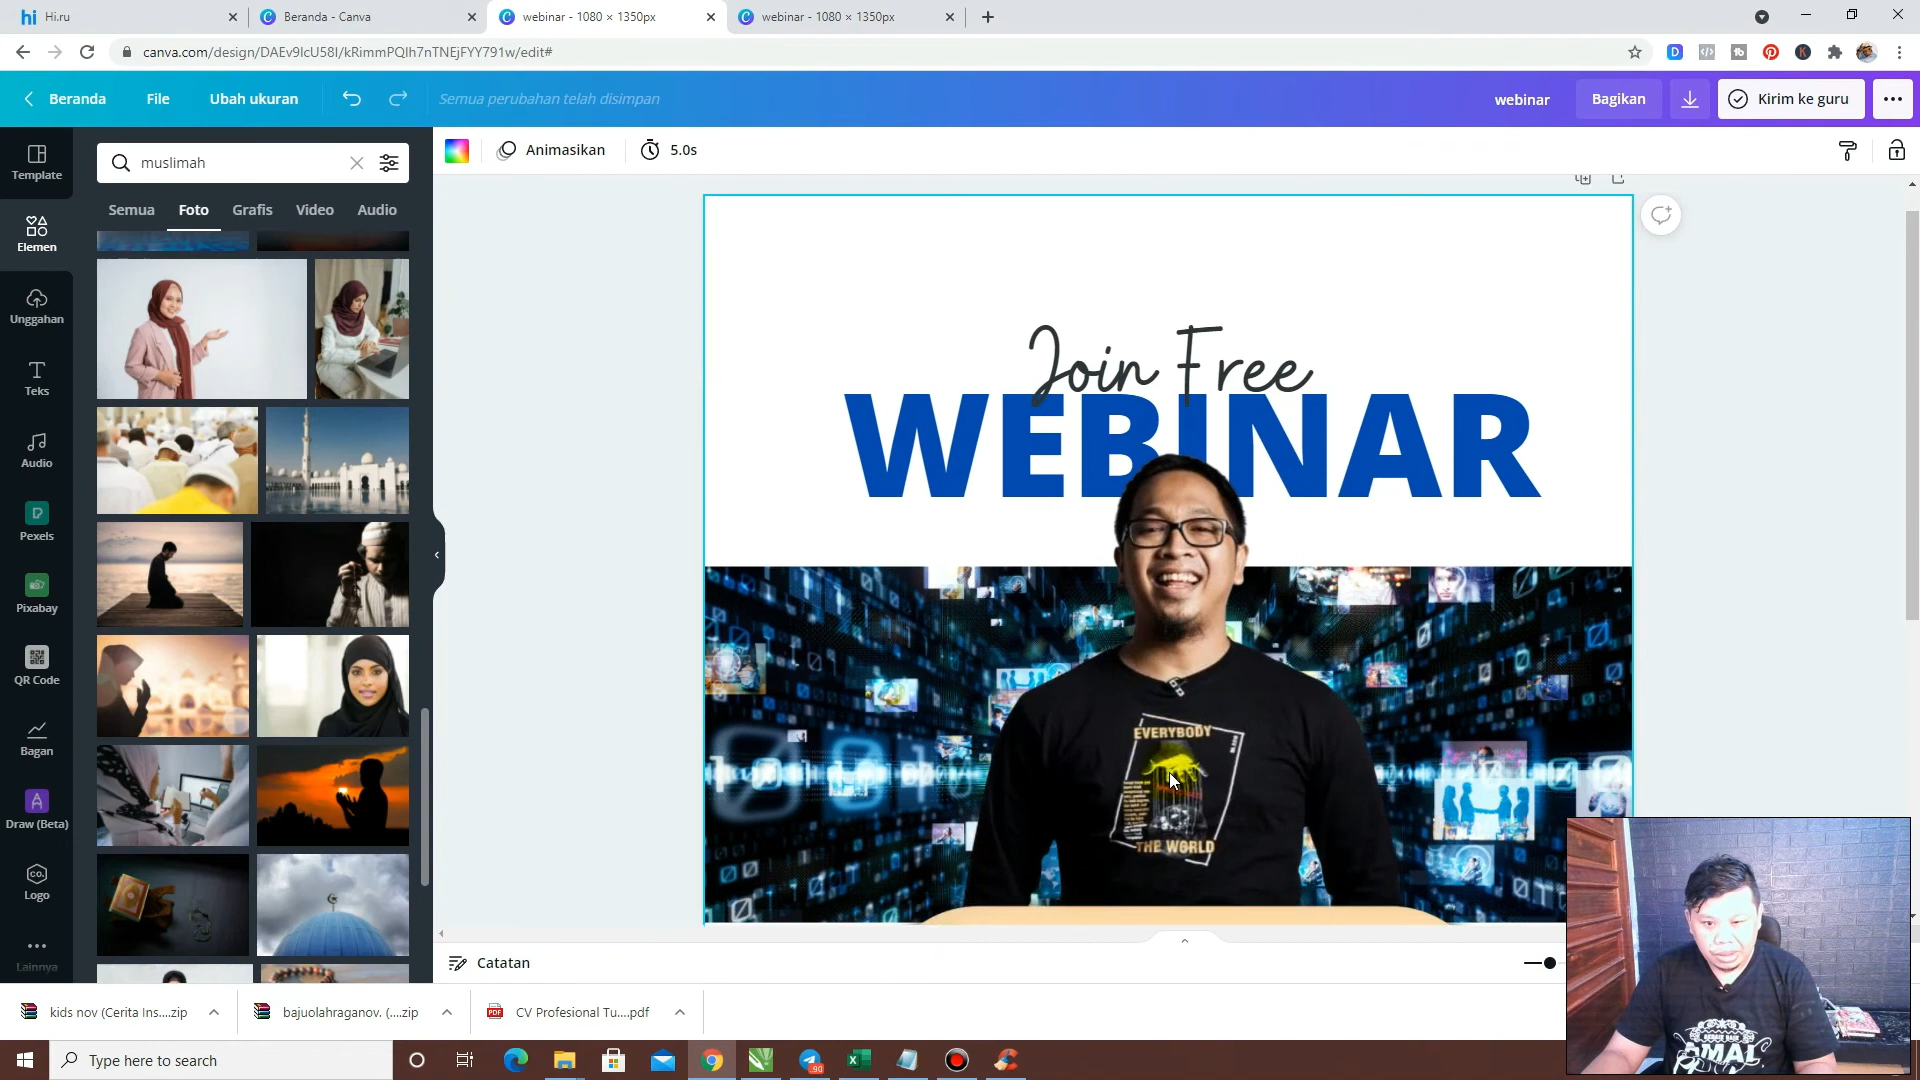 Hi.ru
Beranda - Canva
webinar - 1080 × 1350px
webinar - 1080 × 1350px
canva.com/design/DAEv9IcU58I/kRimmPQIh7nTNEjFYY791w/edit#
Beranda
File
Ubah ukuran
Semua perubahan telah disimpan
webinar
Bagikan
Kirim ke guru
Template
Elemen
Unggahan
Teks
Audio
Pexels
Pixabay
QR Code
Bagan
Draw (Beta)
Logo
Lainnya
muslimah
Semua
Foto
Grafis
Video
Audio
Animasikan
5.0s
Join Free
WEBINAR
EVERYBODY
THE WORLD
Catatan
kids nov (Cerita Ins....zip
bajuolahraganov. (....zip
CV Profesional Tu....pdf
Type here to search
90